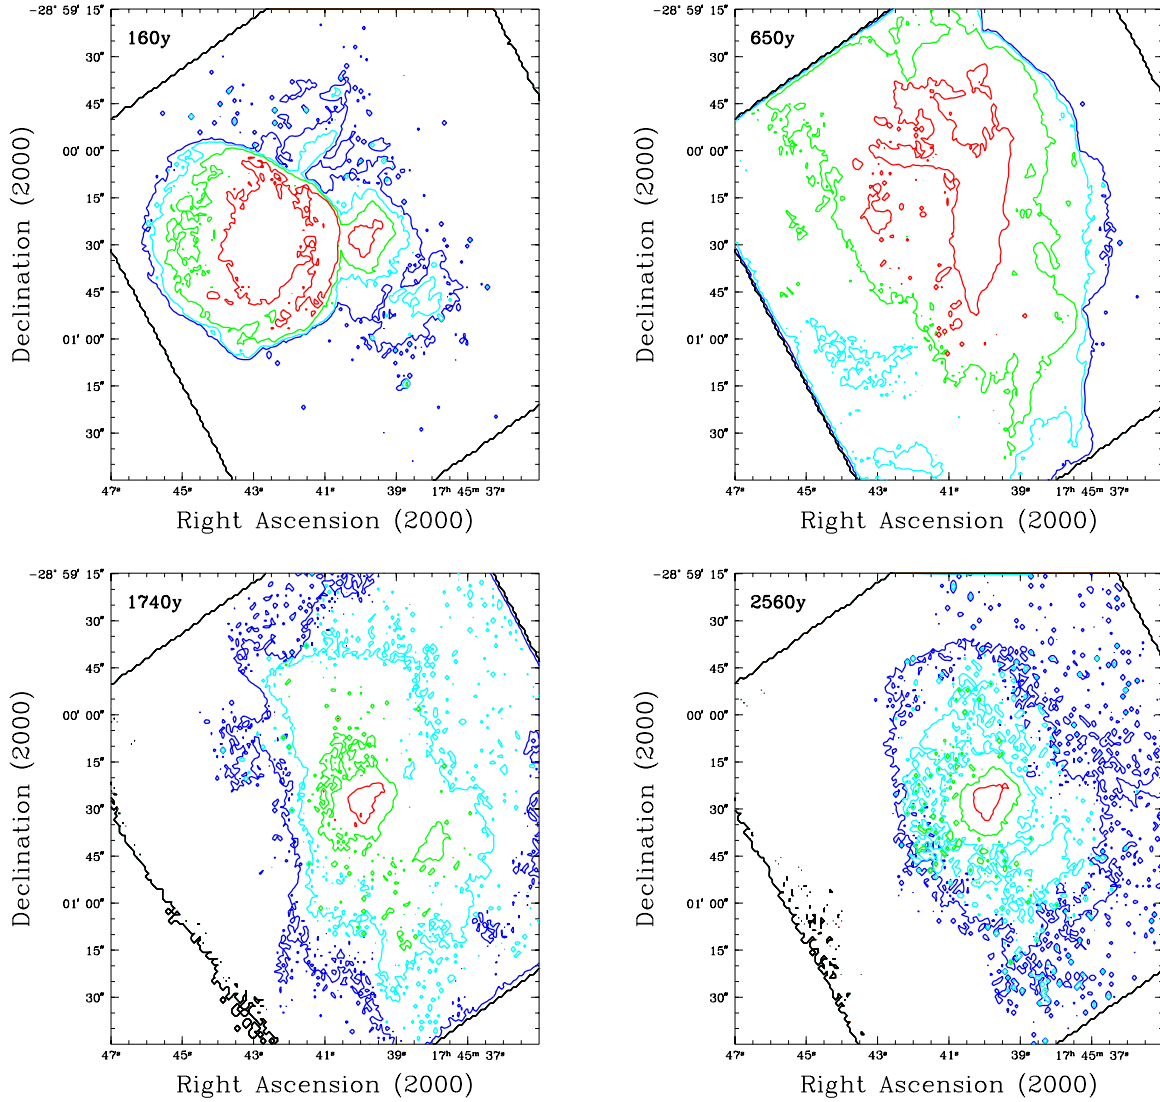 160y
−28° 59′ 15″
30″
45″
00′ 00″
15″
30″
45″
01′ 00″
15″
30″
Declination (2000)
47ˢ
45ˢ
43ˢ
41ˢ
39ˢ
17ʰ 45ᵐ 37ˢ
Right Ascension (2000)
650y
−28° 59′ 15″
30″
45″
00′ 00″
15″
30″
45″
01′ 00″
15″
30″
Declination (2000)
47ˢ
45ˢ
43ˢ
41ˢ
39ˢ
17ʰ 45ᵐ 37ˢ
Right Ascension (2000)
1740y
−28° 59′ 15″
30″
45″
00′ 00″
15″
30″
45″
01′ 00″
15″
30″
Declination (2000)
47ˢ
45ˢ
43ˢ
41ˢ
39ˢ
17ʰ 45ᵐ 37ˢ
Right Ascension (2000)
2560y
−28° 59′ 15″
30″
45″
00′ 00″
15″
30″
45″
01′ 00″
15″
30″
Declination (2000)
47ˢ
45ˢ
43ˢ
41ˢ
39ˢ
17ʰ 45ᵐ 37ˢ
Right Ascension (2000)